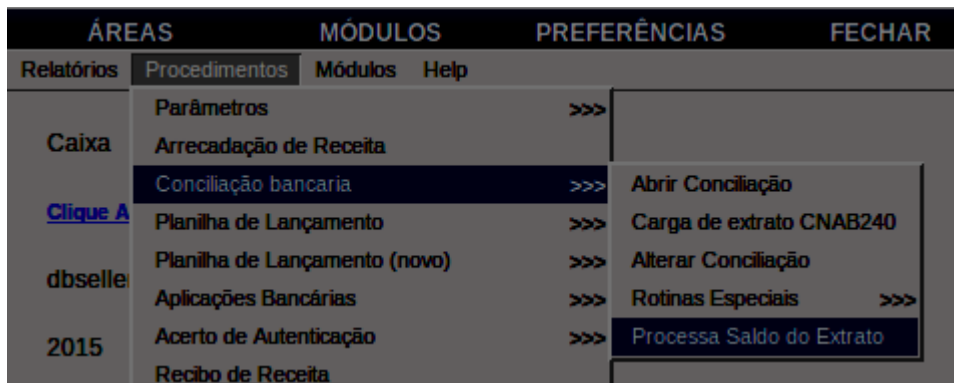 ÁREAS MÓDULOS PREFERÊNCIAS FECHAR
Relatórios Procedimentos Módulos Help
Parâmetros >>>
Caixa Arrecadação de Receita
Conciliação bancaria >>> Abrir Conciliação
Clique A Planilha de Lançamento >>> Carga de extrato CNAB240
Planilha de Lançamento (novo) >>> Alterar Conciliação
dbselle Aplicações Bancárias >>> Rotinas Especiais >>>
2015 Acerto de Autenticação >>> Processa Saldo do Extrato
Recibo de Receita